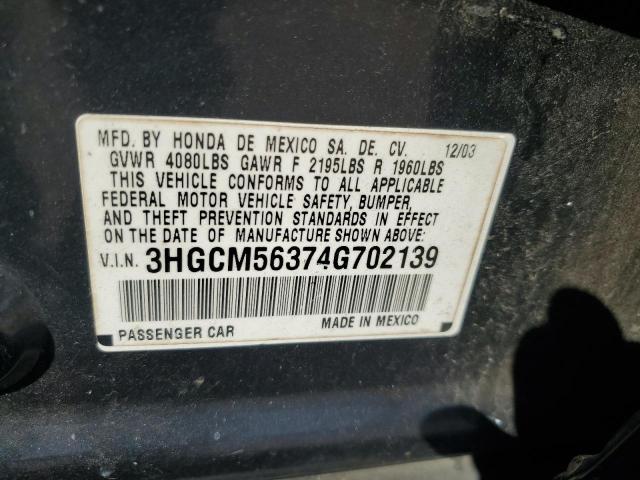 MFD. BY HONDA DE MEXICO SA. DE. CV. 12/03
GVWR 4080LBS GAWR F 2195LBS R 1960LBS
THIS VEHICLE CONFORMS TO ALL APPLICABLE
FEDERAL MOTOR VEHICLE SAFETY, BUMPER,
AND THEFT PREVENTION STANDARDS IN EFFECT
ON THE DATE OF MANUFACTURE SHOWN ABOVE:
V.I.N. 3HGCM56374G702139
PASSENGER CAR MADE IN MEXICO